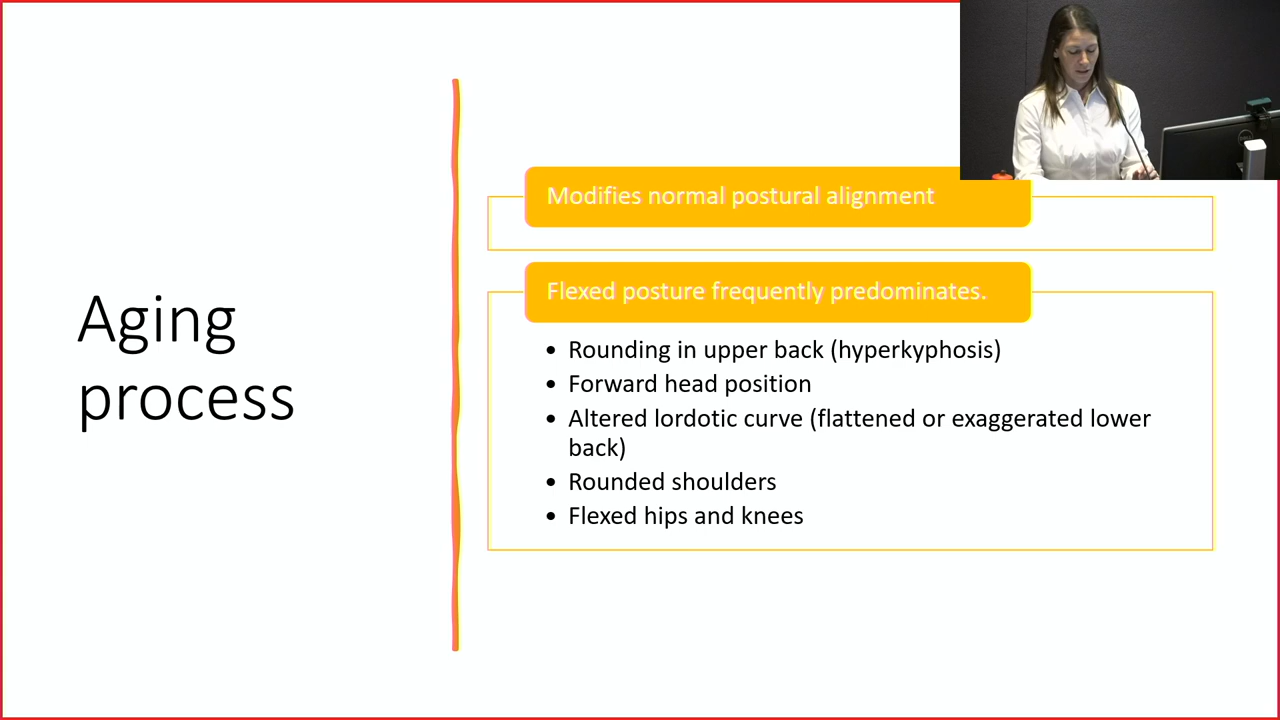 Aging
process
Modifies normal postural alignment
Flexed posture frequently predominates.
• Rounding in upper back (hyperkyphosis)
• Forward head position
• Altered lordotic curve (flattened or exaggerated lower
back)
• Rounded shoulders
• Flexed hips and knees